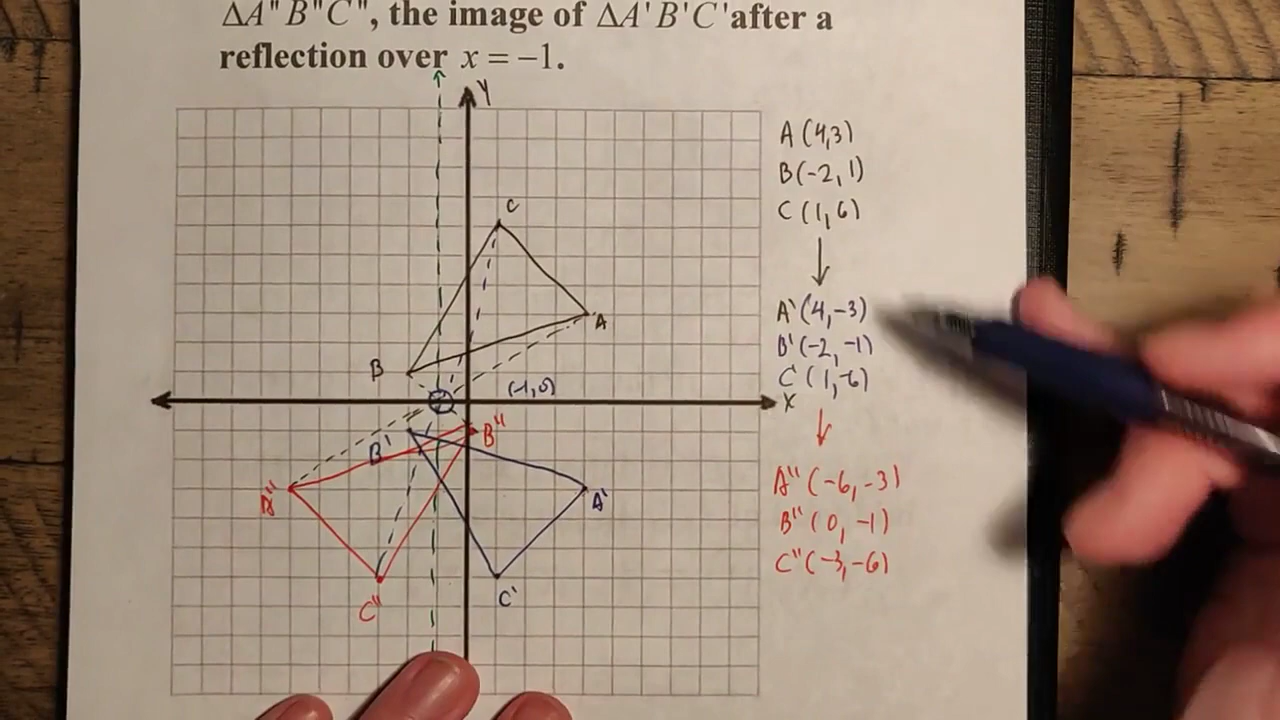 ΔA"B"C", the image of ΔA'B'C' after a
reflection over x = −1.
Y
C
A
B
(-1,0)
X
B'
B"
A"
A'
C'
C"
A (4,3)
B(-2, 1)
C (1,6)
A' (4,-3)
B' (-2, -1)
C' (1,-6)
A" (-6,-3)
B" (0, -1)
C" (-3,-6)